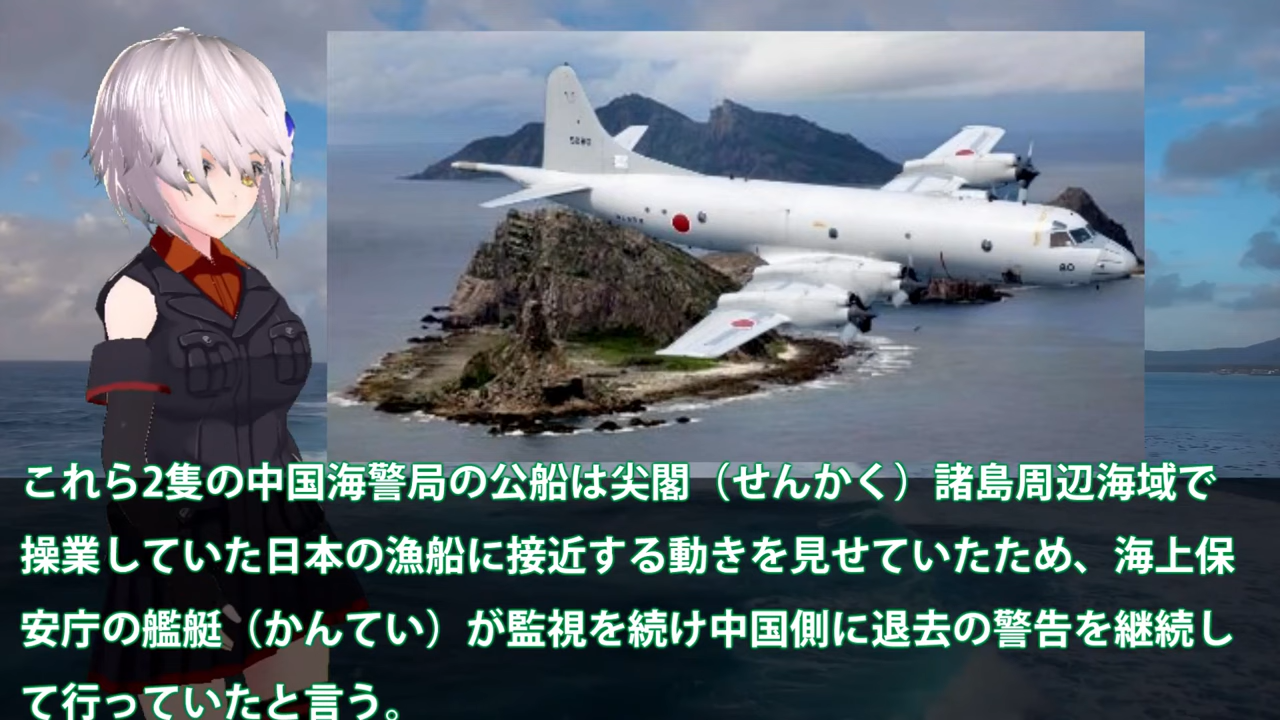 5080
80
これら2隻の中国海警局の公船は尖閣（せんかく）諸島周辺海域で
操業していた日本の漁船に接近する動きを見せていたため、海上保
安庁の艦艇（かんてい）が監視を続け中国側に退去の警告を継続し
て行っていたと言う。